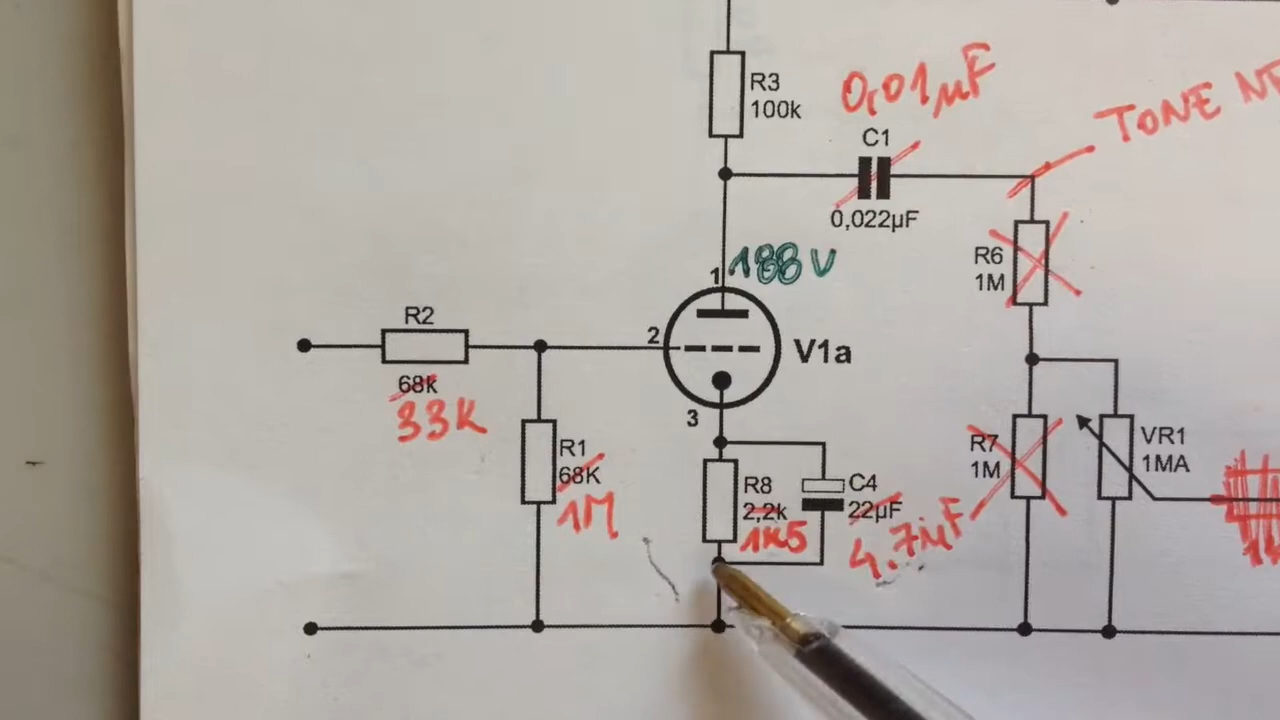 R3
100k
0,01µF
C1
0,022µF
TONE
188V
1
R6
1M
R2
68k
33K
2
V1a
3
R1
68K
1M
R8
2,2k
1K5
C4
22µF
4.7µF
R7
1M
VR1
1MA